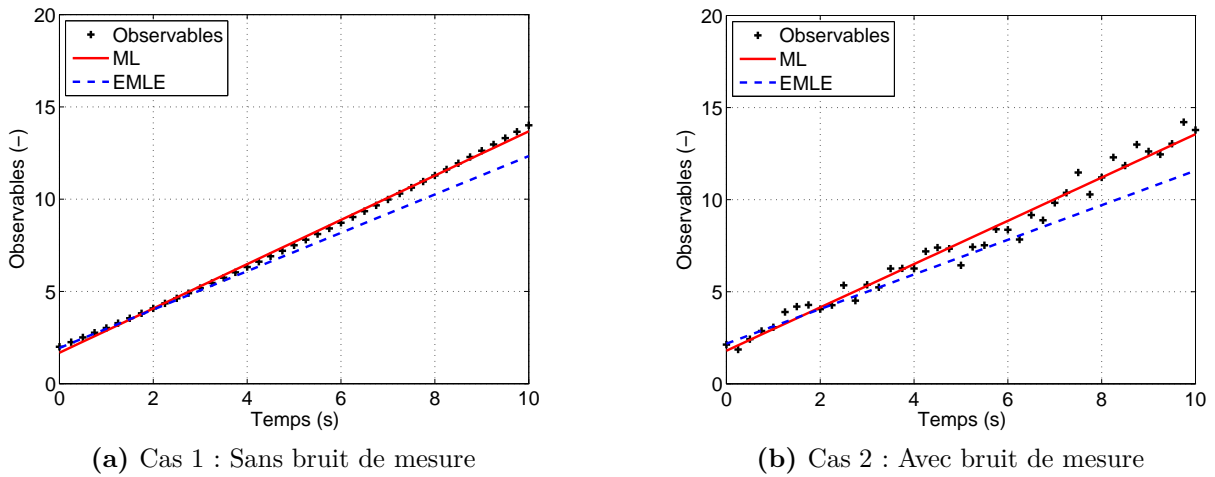 20
15
10
5
0
Observables (−)
Observables
ML
EMLE
0 2 4 6 8 10
Temps (s)
(a) Cas 1 : Sans bruit de mesure
20
15
10
5
0
Observables (−)
Observables
ML
EMLE
0 2 4 6 8 10
Temps (s)
(b) Cas 2 : Avec bruit de mesure